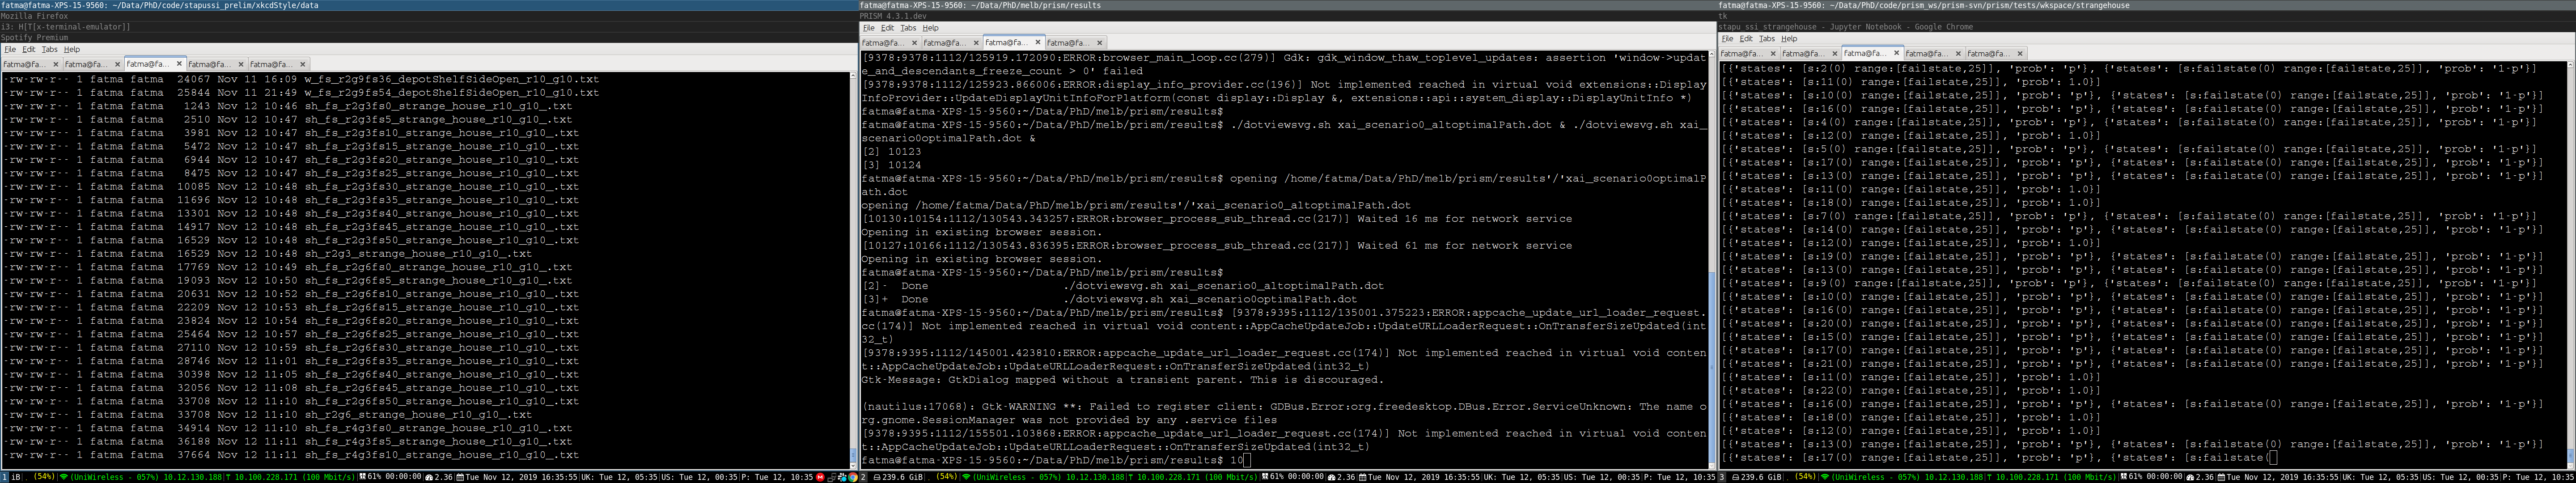 fatma@fatma-XPS-15-9560: ~/Data/PhD/code/stapussi_prelim/xkcdStyle/data
Mozilla Firefox
i3: H[T[x-terminal-emulator]]
Spotify Premium
File Edit Tabs Help
fatma@fa... fatma@fa... fatma@fa... fatma@fa... fatma@fa...
-rw-rw-r-- 1 fatma fatma 24067 Nov 11 16:09 w_fs_r2g9fs36_depotShelfSideOpen_r10_g10.txt
-rw-rw-r-- 1 fatma fatma 25844 Nov 11 21:49 w_fs_r2g9fs54_depotShelfSideOpen_r10_g10.txt
-rw-rw-r-- 1 fatma fatma 1243 Nov 12 10:46 sh_fs_r2g3fs0_strange_house_r10_g10_.txt
-rw-rw-r-- 1 fatma fatma 2510 Nov 12 10:47 sh_fs_r2g3fs5_strange_house_r10_g10_.txt
-rw-rw-r-- 1 fatma fatma 3981 Nov 12 10:47 sh_fs_r2g3fs10_strange_house_r10_g10_.txt
-rw-rw-r-- 1 fatma fatma 5472 Nov 12 10:47 sh_fs_r2g3fs15_strange_house_r10_g10_.txt
-rw-rw-r-- 1 fatma fatma 6944 Nov 12 10:47 sh_fs_r2g3fs20_strange_house_r10_g10_.txt
-rw-rw-r-- 1 fatma fatma 8475 Nov 12 10:47 sh_fs_r2g3fs25_strange_house_r10_g10_.txt
-rw-rw-r-- 1 fatma fatma 10085 Nov 12 10:48 sh_fs_r2g3fs30_strange_house_r10_g10_.txt
-rw-rw-r-- 1 fatma fatma 11696 Nov 12 10:48 sh_fs_r2g3fs35_strange_house_r10_g10_.txt
-rw-rw-r-- 1 fatma fatma 13301 Nov 12 10:48 sh_fs_r2g3fs40_strange_house_r10_g10_.txt
-rw-rw-r-- 1 fatma fatma 14917 Nov 12 10:48 sh_fs_r2g3fs45_strange_house_r10_g10_.txt
-rw-rw-r-- 1 fatma fatma 16529 Nov 12 10:48 sh_fs_r2g3fs50_strange_house_r10_g10_.txt
-rw-rw-r-- 1 fatma fatma 16529 Nov 12 10:48 sh_r2g3_strange_house_r10_g10_.txt
-rw-rw-r-- 1 fatma fatma 17769 Nov 12 10:49 sh_fs_r2g6fs0_strange_house_r10_g10_.txt
-rw-rw-r-- 1 fatma fatma 19093 Nov 12 10:50 sh_fs_r2g6fs5_strange_house_r10_g10_.txt
-rw-rw-r-- 1 fatma fatma 20631 Nov 12 10:52 sh_fs_r2g6fs10_strange_house_r10_g10_.txt
-rw-rw-r-- 1 fatma fatma 22209 Nov 12 10:53 sh_fs_r2g6fs15_strange_house_r10_g10_.txt
-rw-rw-r-- 1 fatma fatma 23824 Nov 12 10:54 sh_fs_r2g6fs20_strange_house_r10_g10_.txt
-rw-rw-r-- 1 fatma fatma 25464 Nov 12 10:57 sh_fs_r2g6fs25_strange_house_r10_g10_.txt
-rw-rw-r-- 1 fatma fatma 27110 Nov 12 10:59 sh_fs_r2g6fs30_strange_house_r10_g10_.txt
-rw-rw-r-- 1 fatma fatma 28746 Nov 12 11:01 sh_fs_r2g6fs35_strange_house_r10_g10_.txt
-rw-rw-r-- 1 fatma fatma 30398 Nov 12 11:05 sh_fs_r2g6fs40_strange_house_r10_g10_.txt
-rw-rw-r-- 1 fatma fatma 32056 Nov 12 11:08 sh_fs_r2g6fs45_strange_house_r10_g10_.txt
-rw-rw-r-- 1 fatma fatma 33708 Nov 12 11:10 sh_fs_r2g6fs50_strange_house_r10_g10_.txt
-rw-rw-r-- 1 fatma fatma 33708 Nov 12 11:10 sh_r2g6_strange_house_r10_g10_.txt
-rw-rw-r-- 1 fatma fatma 34914 Nov 12 11:10 sh_fs_r4g3fs0_strange_house_r10_g10_.txt
-rw-rw-r-- 1 fatma fatma 36188 Nov 12 11:11 sh_fs_r4g3fs5_strange_house_r10_g10_.txt
-rw-rw-r-- 1 fatma fatma 37664 Nov 12 11:11 sh_fs_r4g3fs10_strange_house_r10_g10_.txt
1 iB| (54%)|(UniWireless - 057%) 10.12.130.188|T 10.100.228.171 (100 Mbit/s)|61% 00:00:00|2.36|Tue Nov 12, 2019 16:35:55|UK: Tue 12, 05:35|US: Tue 12, 00:35|P: Tue 12, 10:35
fatma@fatma-XPS-15-9560: ~/Data/PhD/melb/prism/results
PRISM 4.3.1.dev
File Edit Tabs Help
fatma@fa... fatma@fa... fatma@fa... fatma@fa...
[9378:9378:1112/125919.172090:ERROR:browser_main_loop.cc(279)] Gdk: gdk_window_thaw_toplevel_updates: assertion 'window->updat
e_and_descendants_freeze_count > 0' failed
[9378:9378:1112/125923.866006:ERROR:display_info_provider.cc(196)] Not implemented reached in virtual void extensions::Display
InfoProvider::UpdateDisplayUnitInfoForPlatform(const display::Display &, extensions::api::system_display::DisplayUnitInfo *)
fatma@fatma-XPS-15-9560:~/Data/PhD/melb/prism/results$
fatma@fatma-XPS-15-9560:~/Data/PhD/melb/prism/results$ ./dotviewsvg.sh xai_scenario0_altoptimalPath.dot & ./dotviewsvg.sh xai_
scenario0optimalPath.dot &
[2] 10123
[3] 10124
fatma@fatma-XPS-15-9560:~/Data/PhD/melb/prism/results$ opening /home/fatma/Data/PhD/melb/prism/results'/'xai_scenario0optimalP
ath.dot
opening /home/fatma/Data/PhD/melb/prism/results'/'xai_scenario0_altoptimalPath.dot
[10130:10154:1112/130543.343257:ERROR:browser_process_sub_thread.cc(217)] Waited 16 ms for network service
Opening in existing browser session.
[10127:10166:1112/130543.836395:ERROR:browser_process_sub_thread.cc(217)] Waited 61 ms for network service
Opening in existing browser session.
fatma@fatma-XPS-15-9560:~/Data/PhD/melb/prism/results$
[2]- Done ./dotviewsvg.sh xai_scenario0_altoptimalPath.dot
[3]+ Done ./dotviewsvg.sh xai_scenario0optimalPath.dot
fatma@fatma-XPS-15-9560:~/Data/PhD/melb/prism/results$ [9378:9395:1112/135001.375223:ERROR:appcache_update_url_loader_request.
cc(174)] Not implemented reached in virtual void content::AppCacheUpdateJob::UpdateURLLoaderRequest::OnTransferSizeUpdated(int
32_t)
[9378:9395:1112/145001.423810:ERROR:appcache_update_url_loader_request.cc(174)] Not implemented reached in virtual void conten
t::AppCacheUpdateJob::UpdateURLLoaderRequest::OnTransferSizeUpdated(int32_t)
Gtk-Message: GtkDialog mapped without a transient parent. This is discouraged.
(nautilus:17068): Gtk-WARNING **: Failed to register client: GDBus.Error:org.freedesktop.DBus.Error.ServiceUnknown: The name o
rg.gnome.SessionManager was not provided by any .service files
[9378:9395:1112/155501.103868:ERROR:appcache_update_url_loader_request.cc(174)] Not implemented reached in virtual void conten
t::AppCacheUpdateJob::UpdateURLLoaderRequest::OnTransferSizeUpdated(int32_t)
fatma@fatma-XPS-15-9560:~/Data/PhD/melb/prism/results$ 10
2 239.6 GiB| (54%)|(UniWireless - 057%) 10.12.130.188|T 10.100.228.171 (100 Mbit/s)|61% 00:00:00|2.36|Tue Nov 12, 2019 16:35:55|UK: Tue 12, 05:35|US: Tue 12, 00:35|P: Tue 12, 10:35
fatma@fatma-XPS-15-9560: ~/Data/PhD/code/prism_ws/prism-svn/prism/tests/wkspace/strangehouse
tk
stapu_ssi_strangehouse - Jupyter Notebook - Google Chrome
File Edit Tabs Help
fatma@fa... fatma@fa... fatma@fa... fatma@fa... fatma@fa...
[{'states': [s:2(0) range:[failstate,25]], 'prob': 'p'}, {'states': [s:failstate(0) range:[failstate,25]], 'prob': '1-p'}]
[{'states': [s:11(0) range:[failstate,25]], 'prob': 1.0}]
[{'states': [s:10(0) range:[failstate,25]], 'prob': 'p'}, {'states': [s:failstate(0) range:[failstate,25]], 'prob': '1-p'}]
[{'states': [s:16(0) range:[failstate,25]], 'prob': 'p'}, {'states': [s:failstate(0) range:[failstate,25]], 'prob': '1-p'}]
[{'states': [s:4(0) range:[failstate,25]], 'prob': 'p'}, {'states': [s:failstate(0) range:[failstate,25]], 'prob': '1-p'}]
[{'states': [s:12(0) range:[failstate,25]], 'prob': 1.0}]
[{'states': [s:5(0) range:[failstate,25]], 'prob': 'p'}, {'states': [s:failstate(0) range:[failstate,25]], 'prob': '1-p'}]
[{'states': [s:17(0) range:[failstate,25]], 'prob': 'p'}, {'states': [s:failstate(0) range:[failstate,25]], 'prob': '1-p'}]
[{'states': [s:13(0) range:[failstate,25]], 'prob': 'p'}, {'states': [s:failstate(0) range:[failstate,25]], 'prob': '1-p'}]
[{'states': [s:11(0) range:[failstate,25]], 'prob': 1.0}]
[{'states': [s:18(0) range:[failstate,25]], 'prob': 1.0}]
[{'states': [s:7(0) range:[failstate,25]], 'prob': 'p'}, {'states': [s:failstate(0) range:[failstate,25]], 'prob': '1-p'}]
[{'states': [s:14(0) range:[failstate,25]], 'prob': 'p'}, {'states': [s:failstate(0) range:[failstate,25]], 'prob': '1-p'}]
[{'states': [s:12(0) range:[failstate,25]], 'prob': 1.0}]
[{'states': [s:19(0) range:[failstate,25]], 'prob': 'p'}, {'states': [s:failstate(0) range:[failstate,25]], 'prob': '1-p'}]
[{'states': [s:13(0) range:[failstate,25]], 'prob': 'p'}, {'states': [s:failstate(0) range:[failstate,25]], 'prob': '1-p'}]
[{'states': [s:9(0) range:[failstate,25]], 'prob': 'p'}, {'states': [s:failstate(0) range:[failstate,25]], 'prob': '1-p'}]
[{'states': [s:10(0) range:[failstate,25]], 'prob': 'p'}, {'states': [s:failstate(0) range:[failstate,25]], 'prob': '1-p'}]
[{'states': [s:16(0) range:[failstate,25]], 'prob': 'p'}, {'states': [s:failstate(0) range:[failstate,25]], 'prob': '1-p'}]
[{'states': [s:20(0) range:[failstate,25]], 'prob': 'p'}, {'states': [s:failstate(0) range:[failstate,25]], 'prob': '1-p'}]
[{'states': [s:15(0) range:[failstate,25]], 'prob': 'p'}, {'states': [s:failstate(0) range:[failstate,25]], 'prob': '1-p'}]
[{'states': [s:17(0) range:[failstate,25]], 'prob': 'p'}, {'states': [s:failstate(0) range:[failstate,25]], 'prob': '1-p'}]
[{'states': [s:21(0) range:[failstate,25]], 'prob': 'p'}, {'states': [s:failstate(0) range:[failstate,25]], 'prob': '1-p'}]
[{'states': [s:11(0) range:[failstate,25]], 'prob': 1.0}]
[{'states': [s:22(0) range:[failstate,25]], 'prob': 1.0}]
[{'states': [s:16(0) range:[failstate,25]], 'prob': 'p'}, {'states': [s:failstate(0) range:[failstate,25]], 'prob': '1-p'}]
[{'states': [s:18(0) range:[failstate,25]], 'prob': 1.0}]
[{'states': [s:12(0) range:[failstate,25]], 'prob': 1.0}]
[{'states': [s:13(0) range:[failstate,25]], 'prob': 'p'}, {'states': [s:failstate(0) range:[failstate,25]], 'prob': '1-p'}]
[{'states': [s:17(0) range:[failstate,25]], 'prob': 'p'}, {'states': [s:failstate(
3 239.6 GiB| (54%)|(UniWireless - 057%) 10.12.130.188|T 10.100.228.171 (100 Mbit/s)|61% 00:00:00|2.36|Tue Nov 12, 2019 16:35:55|UK: Tue 12, 05:35|US: Tue 12, 00:35|P: Tue 12, 10:35